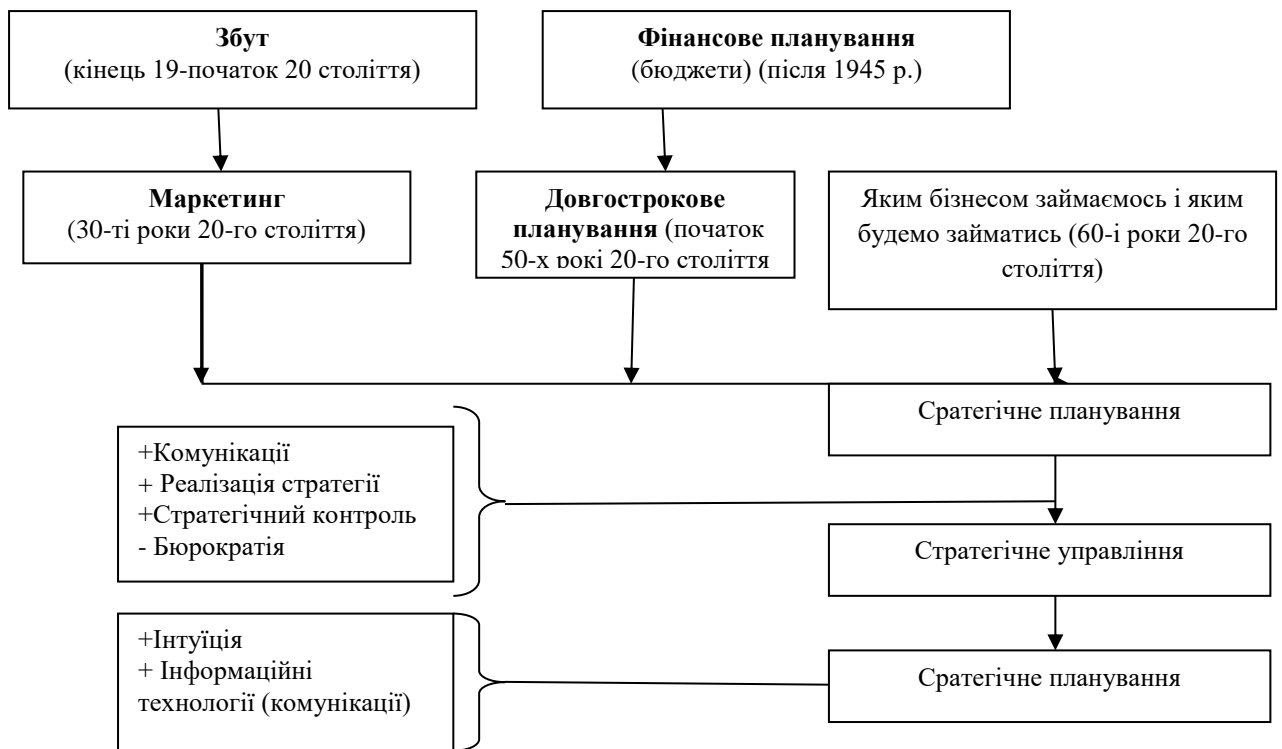 Збут
(кінець 19-початок 20 століття)
Фінансове планування
(бюджети) (після 1945 р.)
Маркетинг
(30-ті роки 20-го століття)
Довгострокове
планування (початок
50-х рокі 20-го століття
Яким бізнесом займаємось і яким
будемо займатись (60-і роки 20-го
століття)
Сратегічне планування
+Комунікації
+ Реалізація стратегії
+Стратегічний контроль
- Бюрократія
Стратегічне управління
+Інтуїція
+ Інформаційні
технології (комунікації)
Сратегічне планування